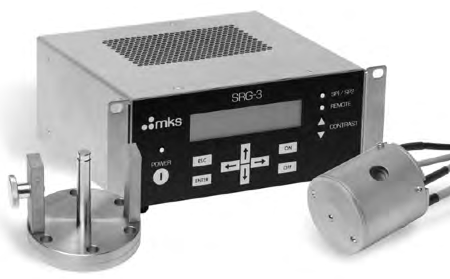 SRG-3
mks
SP1 / SP2
REMOTE
CONTRAST
POWER
ESC
ON
ENTER
OFF